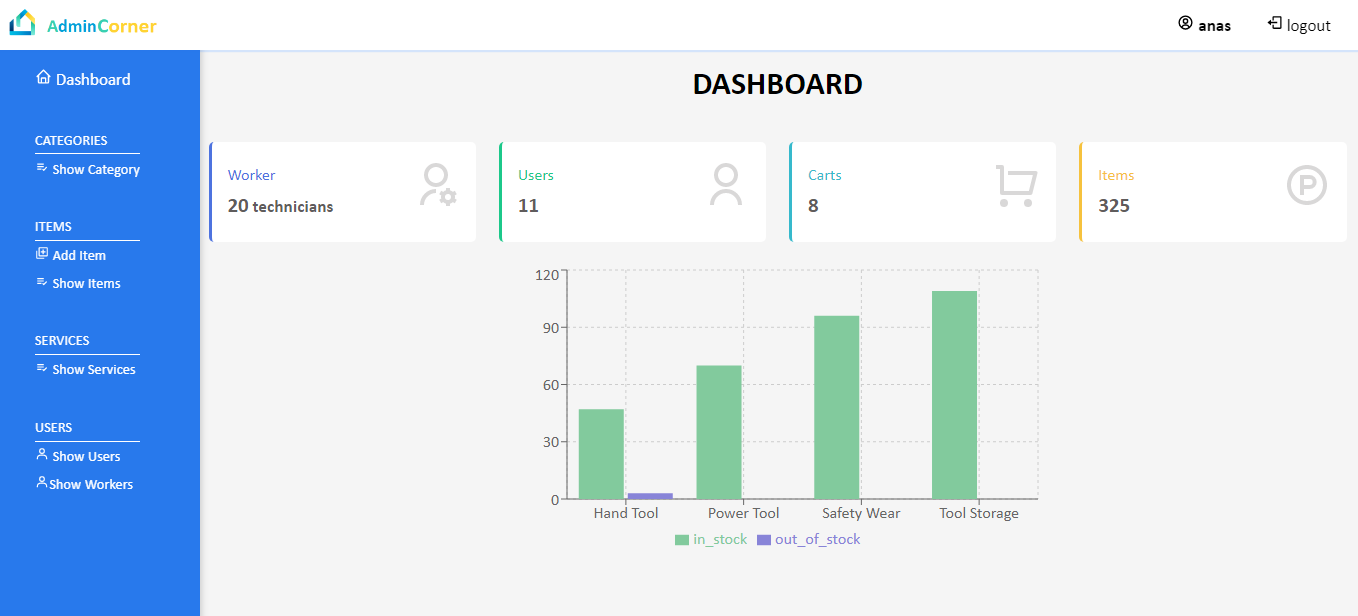 AdminCorner
anas
logout
Dashboard
CATEGORIES
Show Category
ITEMS
Add Item
Show Items
SERVICES
Show Services
USERS
Show Users
Show Workers
DASHBOARD
Worker
20 technicians
Users
11
Carts
8
Items
325
P
120
90
60
30
0
Hand Tool
Power Tool
Safety Wear
Tool Storage
in_stock
out_of_stock